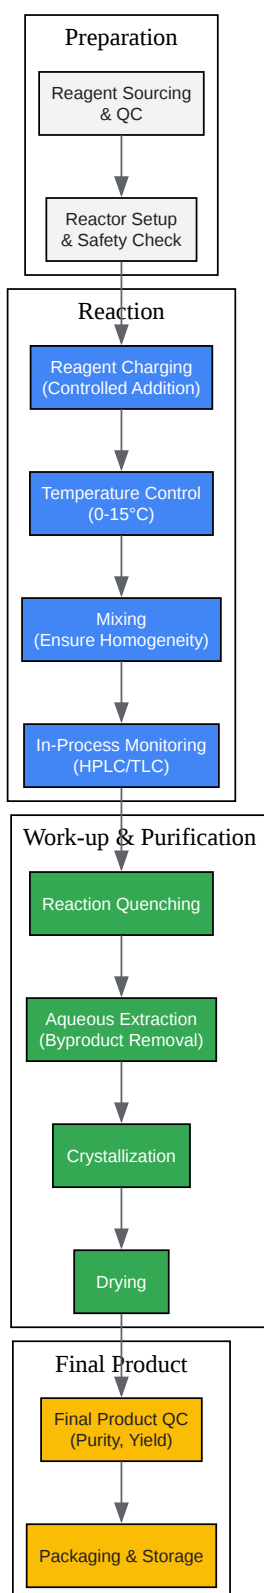 Preparation
Reagent Sourcing
& QC
Reactor Setup
& Safety Check
Reaction
Reagent Charging
(Controlled Addition)
Temperature Control
(0-15°C)
Mixing
(Ensure Homogeneity)
In-Process Monitoring
(HPLC/TLC)
Work-up & Purification
Reaction Quenching
Aqueous Extraction
(Byproduct Removal)
Crystallization
Drying
Final Product
Final Product QC
(Purity, Yield)
Packaging & Storage